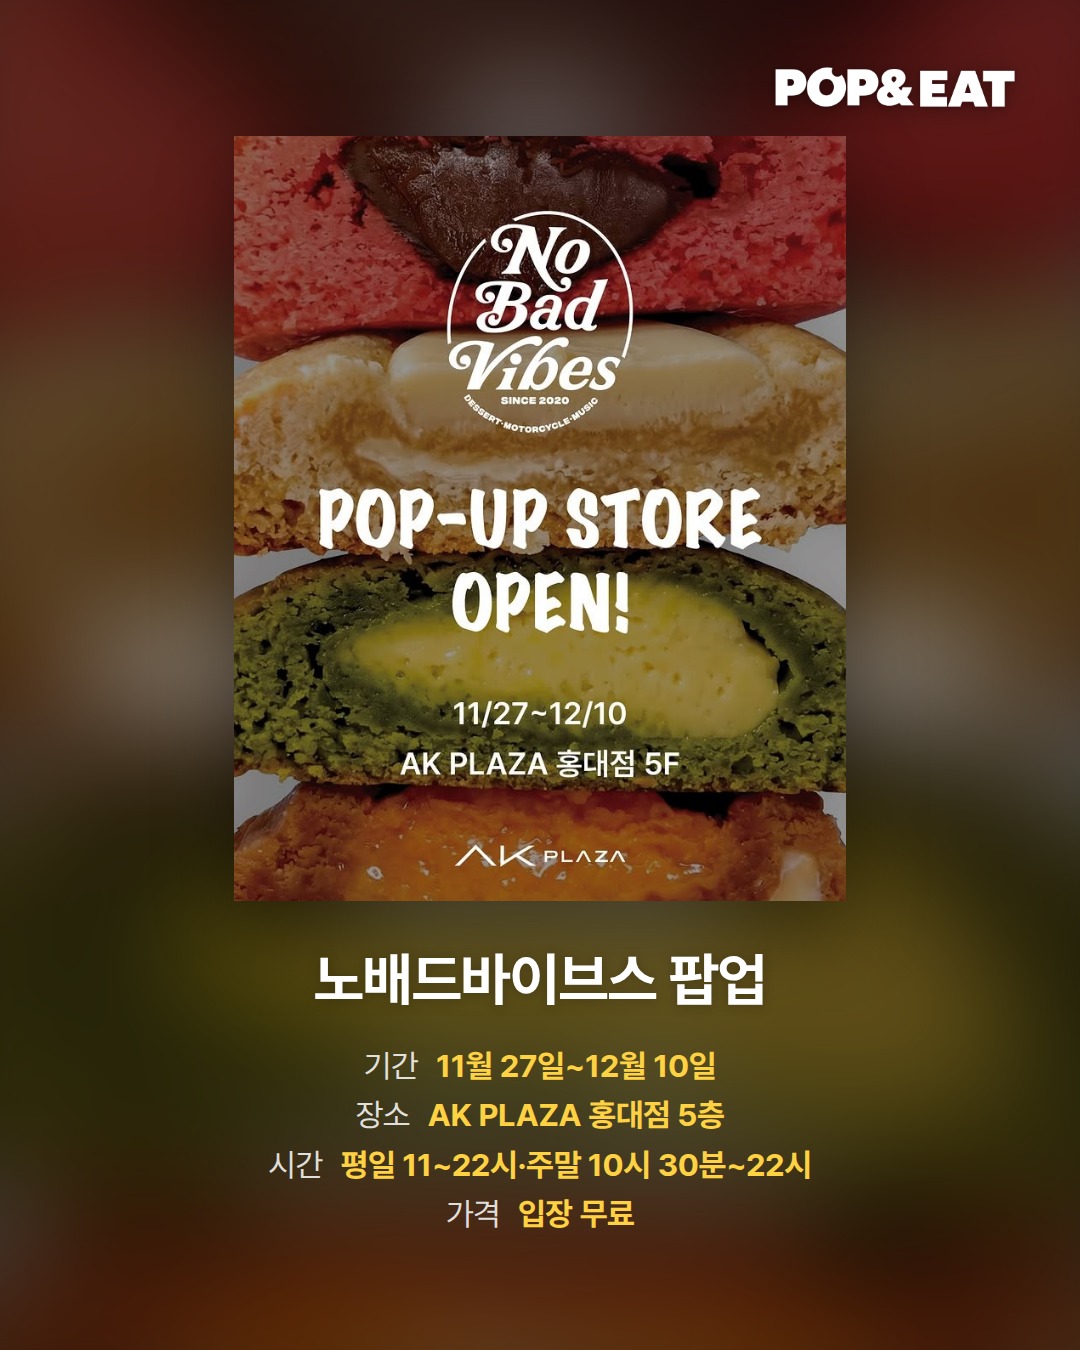 POP& EAT
No
Bad
Vibes
SINCE 2020
DESSERT·MOTORCYCLE·MUSIC
POP-UP STORE
OPEN!
11/27~12/10
AK PLAZA 홍대점 5F
AK PLAZA
노배드바이브스 팝업
기간 11월 27일~12월 10일
장소 AK PLAZA 홍대점 5층
시간 평일 11~22시·주말 10시 30분~22시
가격 입장 무료